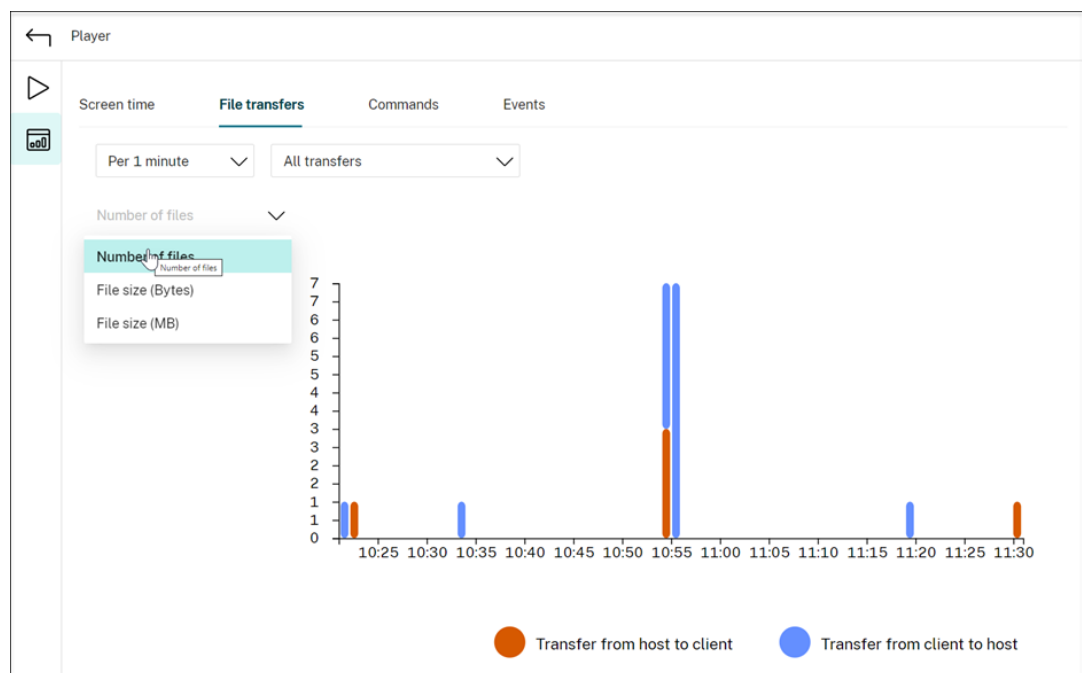 Player
Screen time File transfers Commands Events
Per 1 minute All transfers
Number of files
Number of files
Number of files
File size (Bytes)
File size (MB)
7
7
6
6
5
5
4
4
3
3
2
2
1
1
0
10:25 10:30 10:35 10:40 10:45 10:50 10:55 11:00 11:05 11:10 11:15 11:20 11:25 11:30
Transfer from host to client Transfer from client to host